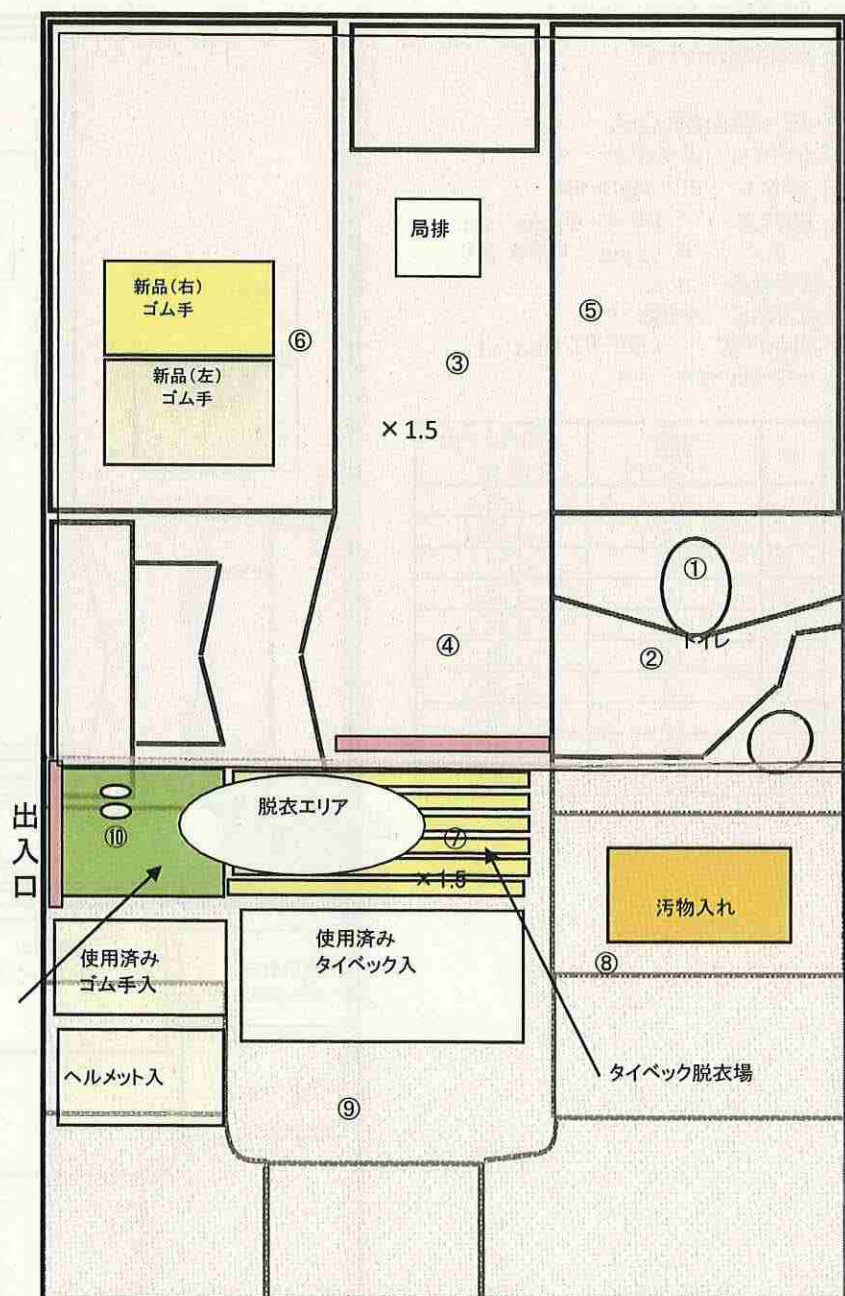 局排
新品(右)
ゴム手
⑤
⑥
新品(左)
ゴム手
③
×1.5
①
④
②
トイレ
出入口
脱衣エリア
⑩
⑦
×1.5
汚物入れ
使用済み
ゴム手入
使用済み
タイベック入
⑧
ヘルメット入
タイベック脱衣場
⑨